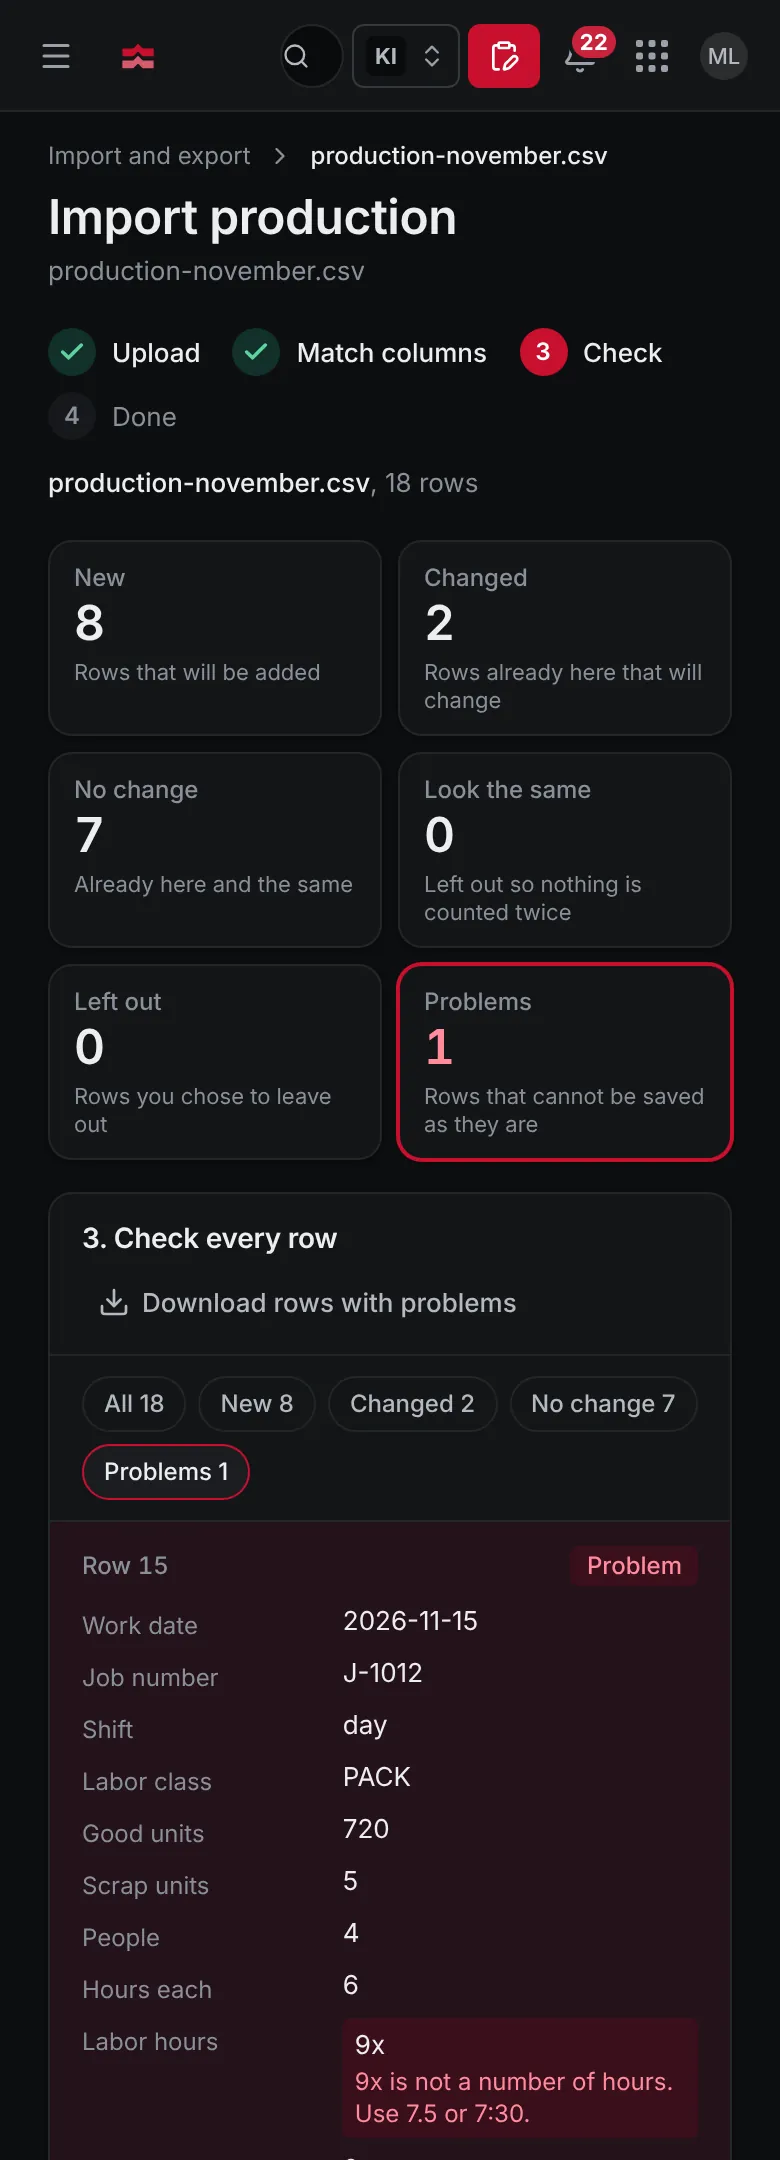 KI
22
ML
Import and export
production-november.csv
Import production
production-november.csv
Upload
Match columns
3
Check
4
Done
production-november.csv, 18 rows
New
8
Rows that will be added
Changed
2
Rows already here that will
change
No change
7
Already here and the same
Look the same
0
Left out so nothing is
counted twice
Left out
0
Rows you chose to leave
out
Problems
1
Rows that cannot be saved
as they are
3. Check every row
Download rows with problems
All 18
New 8
Changed 2
No change 7
Problems 1
Row 15
Problem
Work date
2026-11-15
Job number
J-1012
Shift
day
Labor class
PACK
Good units
720
Scrap units
5
People
4
Hours each
6
Labor hours
9x
9x is not a number of hours.
Use 7.5 or 7:30.